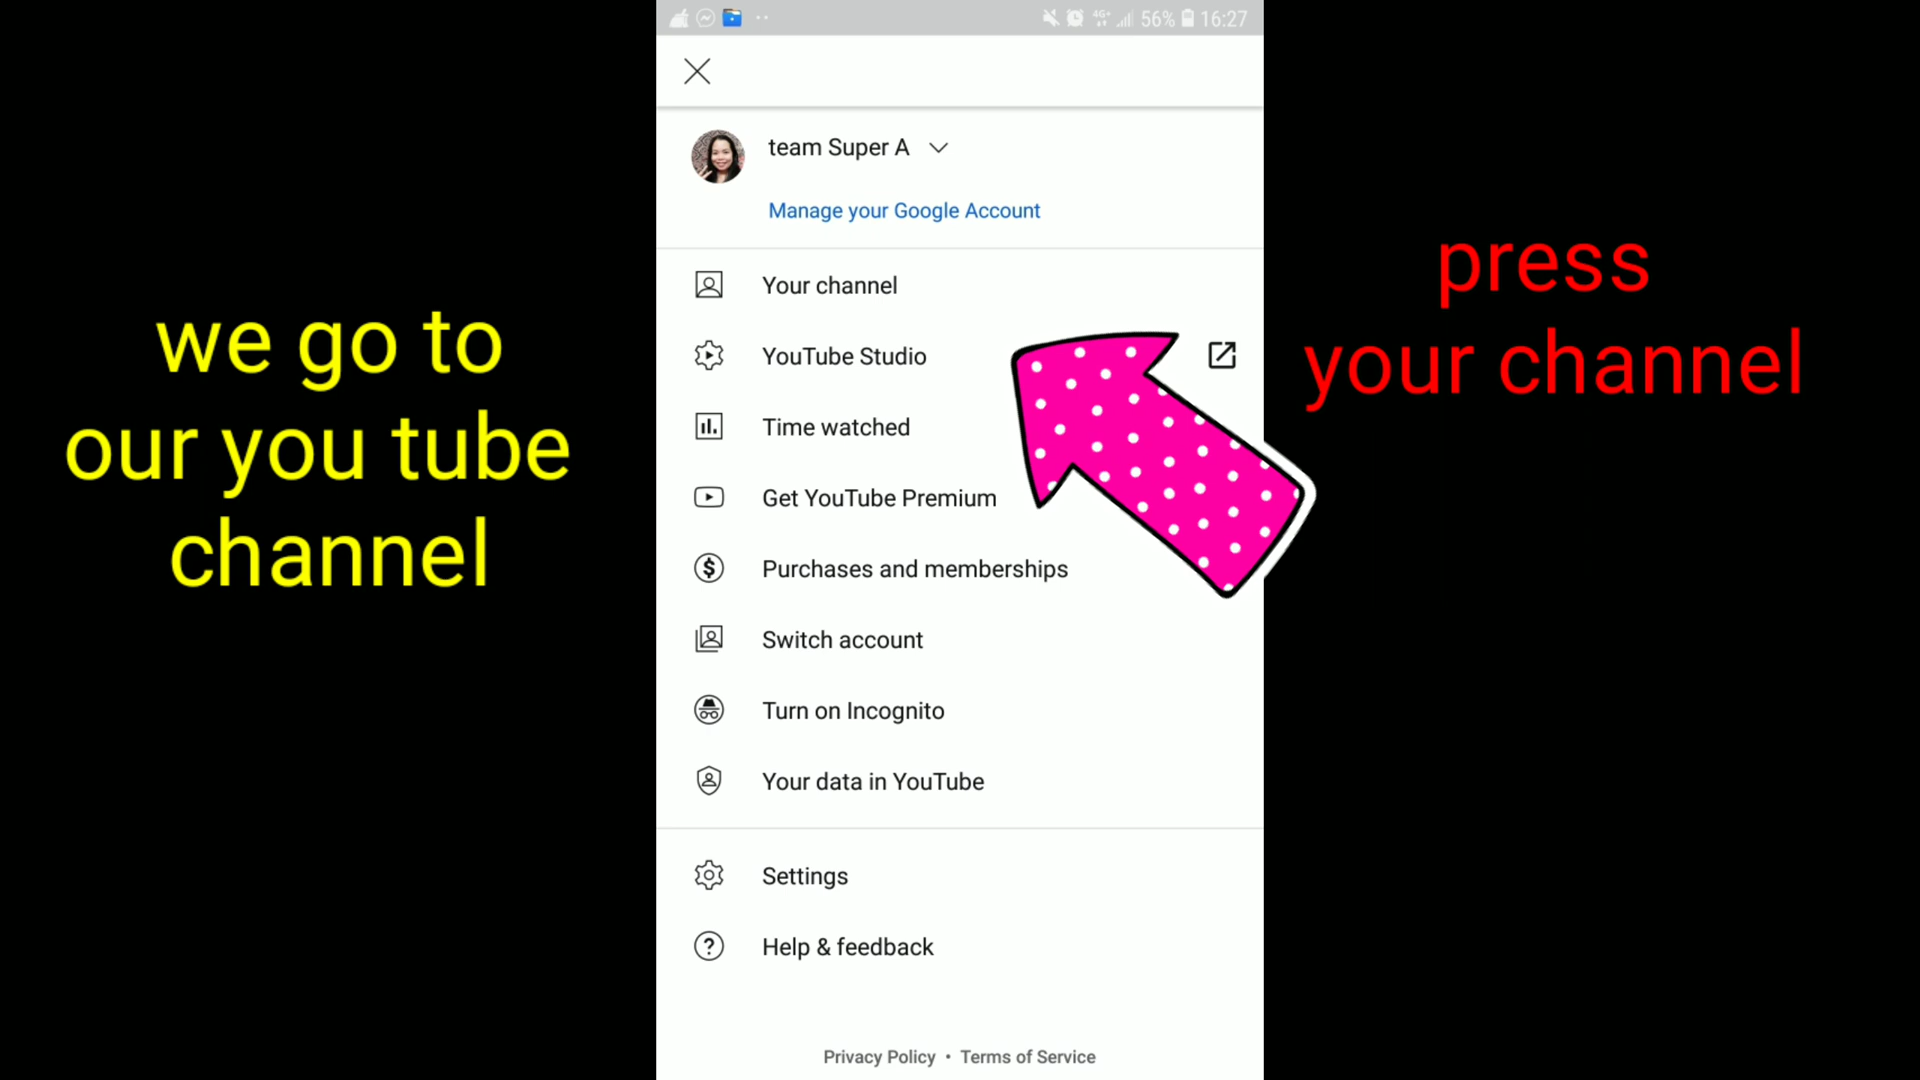 56% 16:27
team Super A
Manage your Google Account
we go to
our you tube
channel
Your channel
YouTube Studio
Time watched
Get YouTube Premium
Purchases and memberships
Switch account
Turn on Incognito
Your data in YouTube
Settings
Help & feedback
Privacy Policy • Terms of Service
press
your channel